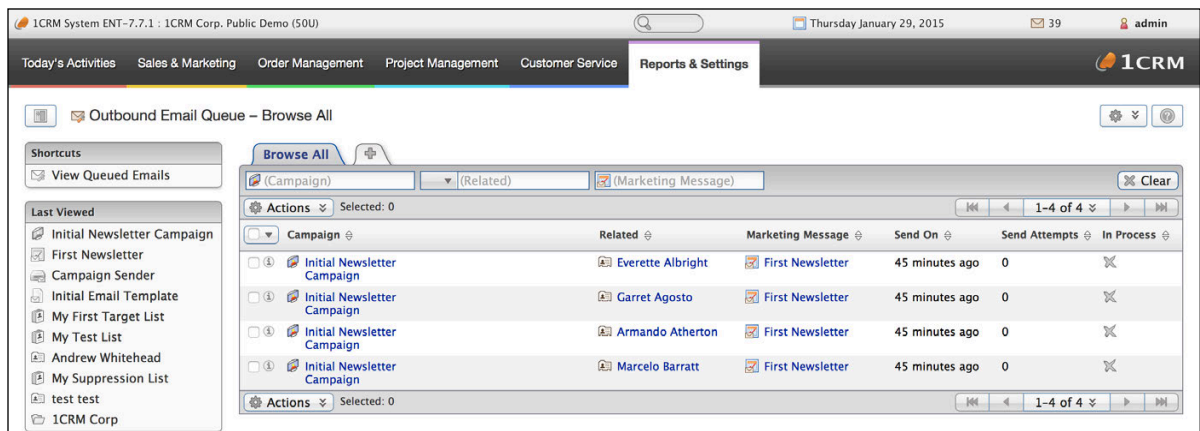 1CRM System ENT-7.7.1 : 1CRM Corp. Public Demo (50U) Thursday January 29, 2015 39 admin
Today's Activities Sales & Marketing Order Management Project Management Customer Service Reports & Settings 1CRM
Outbound Email Queue – Browse All
Shortcuts
View Queued Emails
Last Viewed
Initial Newsletter Campaign
First Newsletter
Campaign Sender
Initial Email Template
My First Target List
My Test List
Andrew Whitehead
My Suppression List
test test
1CRM Corp
Browse All
(Campaign) (Related) (Marketing Message) Clear
Actions Selected: 0 1-4 of 4
Campaign Related Marketing Message Send On Send Attempts In Process
Initial Newsletter Everette Albright First Newsletter 45 minutes ago 0
Campaign
Initial Newsletter Garret Agosto First Newsletter 45 minutes ago 0
Campaign
Initial Newsletter Armando Atherton First Newsletter 45 minutes ago 0
Campaign
Initial Newsletter Marcelo Barratt First Newsletter 45 minutes ago 0
Campaign
Actions Selected: 0 1-4 of 4